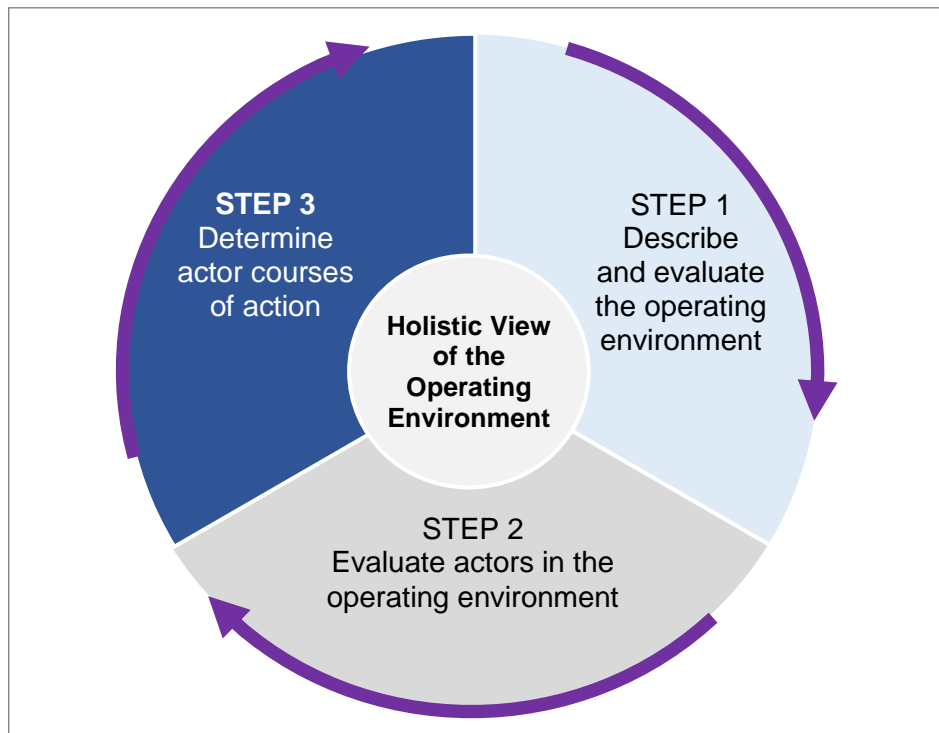 STEP 1
Describe
and evaluate
the operating
environment
STEP 2
Evaluate actors in the
operating environment
STEP 3
Determine
actor courses
of action
Holistic View
of the
Operating
Environment